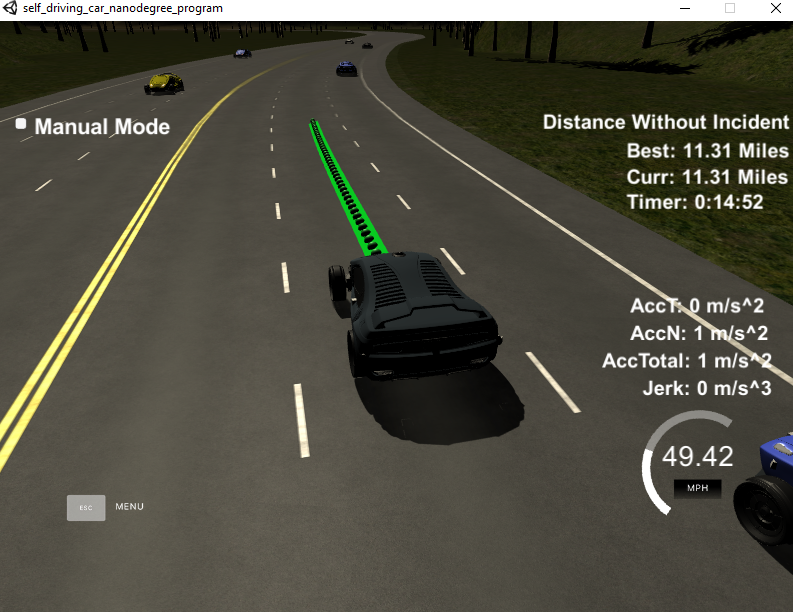 self_driving_car_nanodegree_program
Manual Mode
Distance Without Incident
Best: 11.31 Miles
Curr: 11.31 Miles
Timer: 0:14:52
AccT: 0 m/s^2
AccN: 1 m/s^2
AccTotal: 1 m/s^2
Jerk: 0 m/s^3
49.42
MPH
ESC MENU